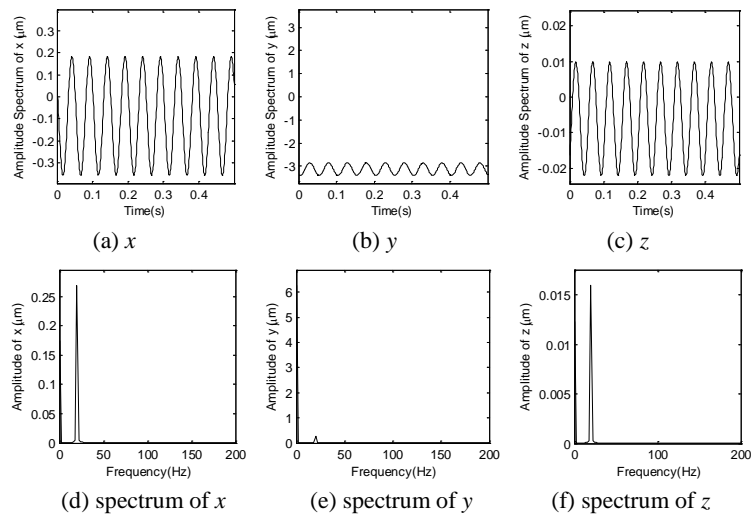 Amplitude Spectrum of x (μm)
0.3
0.2
0.1
0
-0.1
-0.2
-0.3
0 0.1 0.2 0.3 0.4
Time(s)
(a) x
Amplitude Spectrum of y (μm)
3
2
1
0
-1
-2
-3
0 0.1 0.2 0.3 0.4
Time(s)
(b) y
Amplitude Spectrum of z (μm)
0.02
0.01
0
-0.01
-0.02
0 0.1 0.2 0.3 0.4
Time(s)
(c) z
Amplitude of x (μm)
0.25
0.2
0.15
0.1
0.05
0
0 50 100 150 200
Frequency(Hz)
(d) spectrum of x
Amplitude of y (μm)
6
5
4
3
2
1
0
0 50 100 150 200
Frequency(Hz)
(e) spectrum of y
Amplitude of z (μm)
0.015
0.01
0.005
0
0 100 200
Frequency(Hz)
(f) spectrum of z